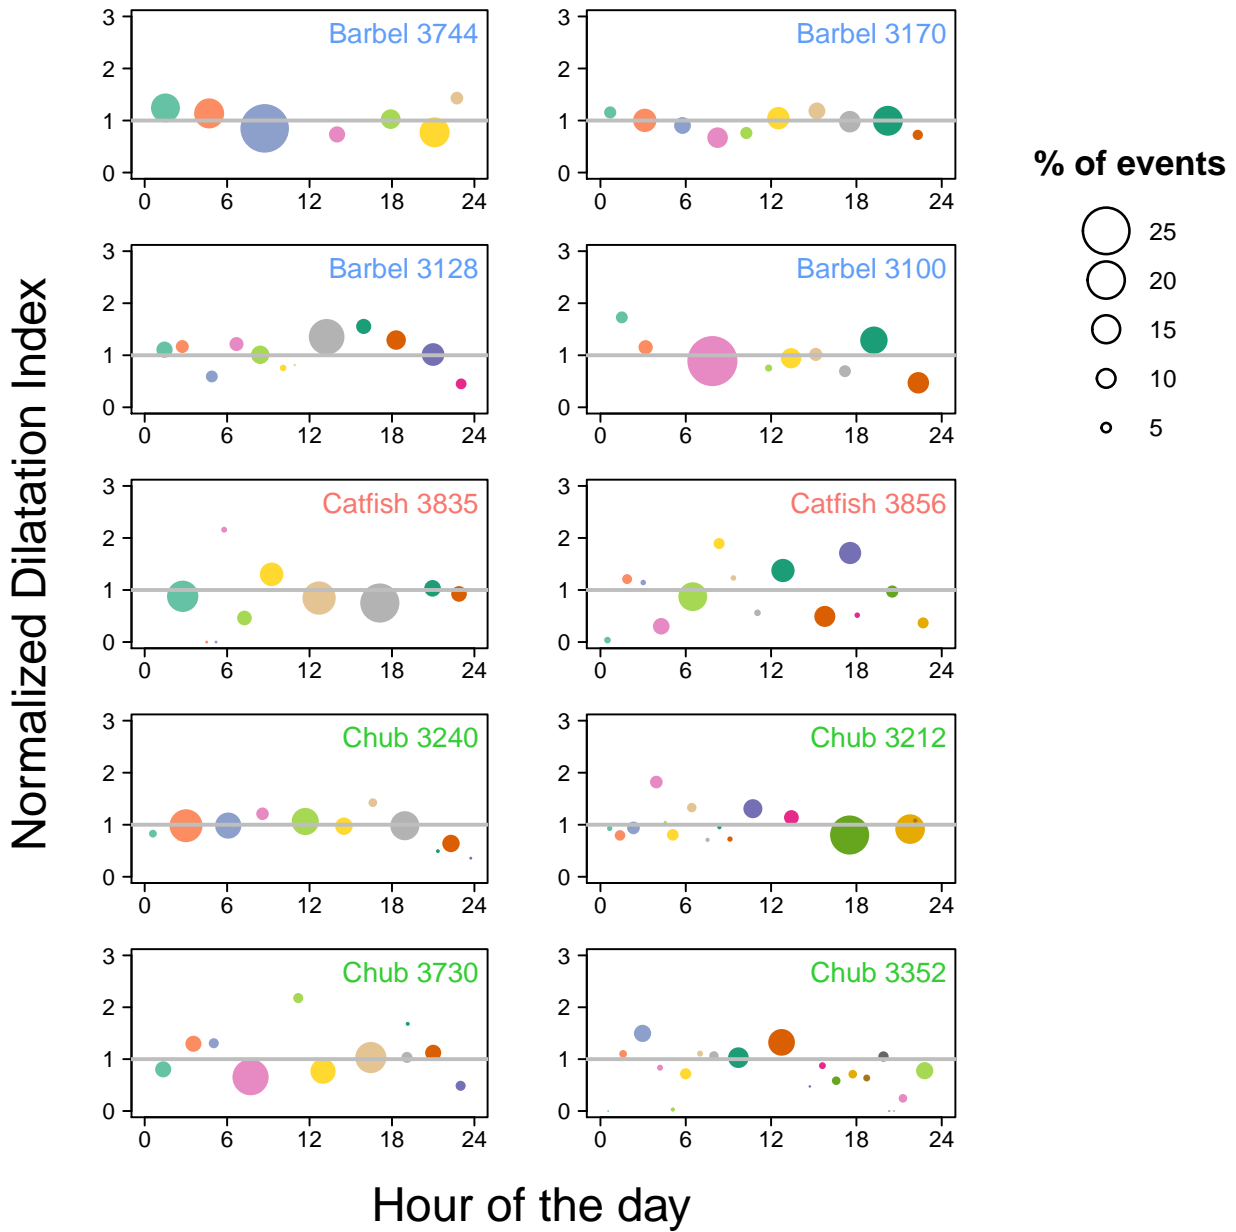 Normalized Dilatation Index
3
2
1
0
Barbel 3744
0 6 12 18 24
3
2
1
0
Barbel 3170
0 6 12 18 24
3
2
1
0
Barbel 3128
0 6 12 18 24
3
2
1
0
Barbel 3100
0 6 12 18 24
3
2
1
0
Catfish 3835
0 6 12 18 24
3
2
1
0
Catfish 3856
0 6 12 18 24
3
2
1
0
Chub 3240
0 6 12 18 24
3
2
1
0
Chub 3212
0 6 12 18 24
3
2
1
0
Chub 3730
0 6 12 18 24
3
2
1
0
Chub 3352
0 6 12 18 24
Hour of the day
% of events
25
20
15
10
5